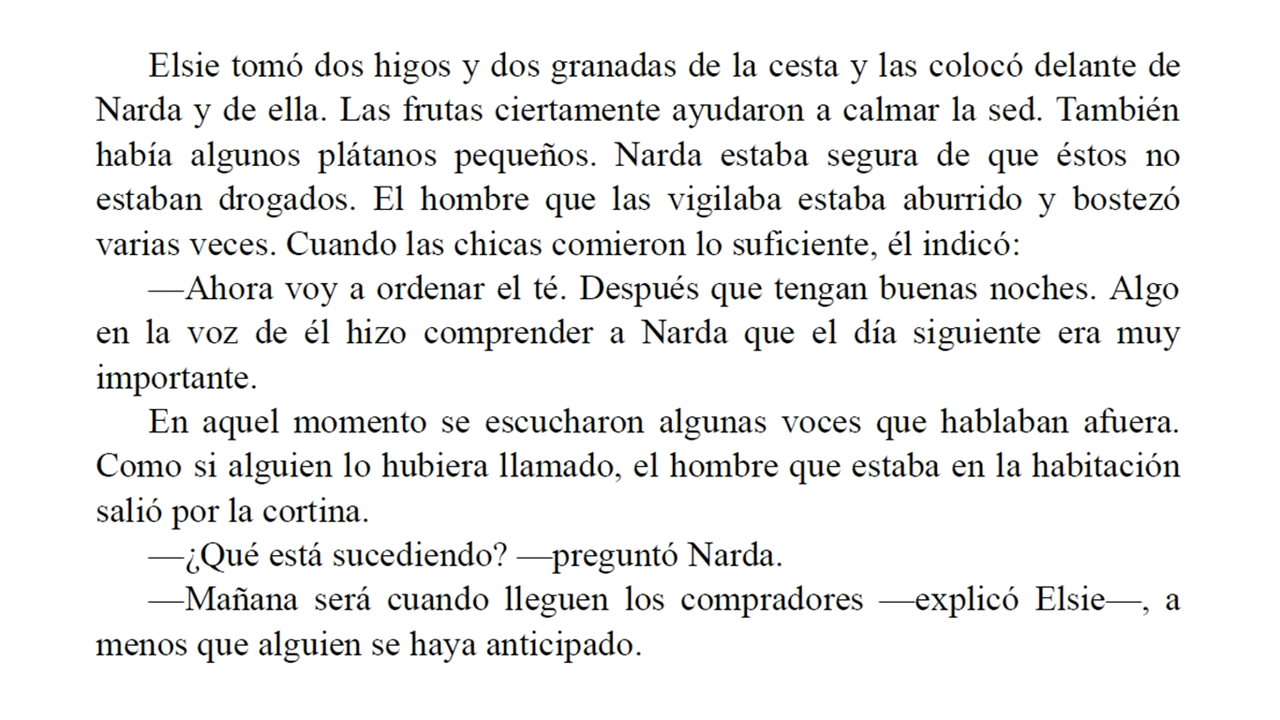 Elsie tomó dos higos y dos granadas de la cesta y las colocó delante de
Narda y de ella. Las frutas ciertamente ayudaron a calmar la sed. También
había algunos plátanos pequeños. Narda estaba segura de que éstos no
estaban drogados. El hombre que las vigilaba estaba aburrido y bostezó
varias veces. Cuando las chicas comieron lo suficiente, él indicó:
—Ahora voy a ordenar el té. Después que tengan buenas noches. Algo
en la voz de él hizo comprender a Narda que el día siguiente era muy
importante.
En aquel momento se escucharon algunas voces que hablaban afuera.
Como si alguien lo hubiera llamado, el hombre que estaba en la habitación
salió por la cortina.
—¿Qué está sucediendo? —preguntó Narda.
—Mañana será cuando lleguen los compradores —explicó Elsie—, a
menos que alguien se haya anticipado.